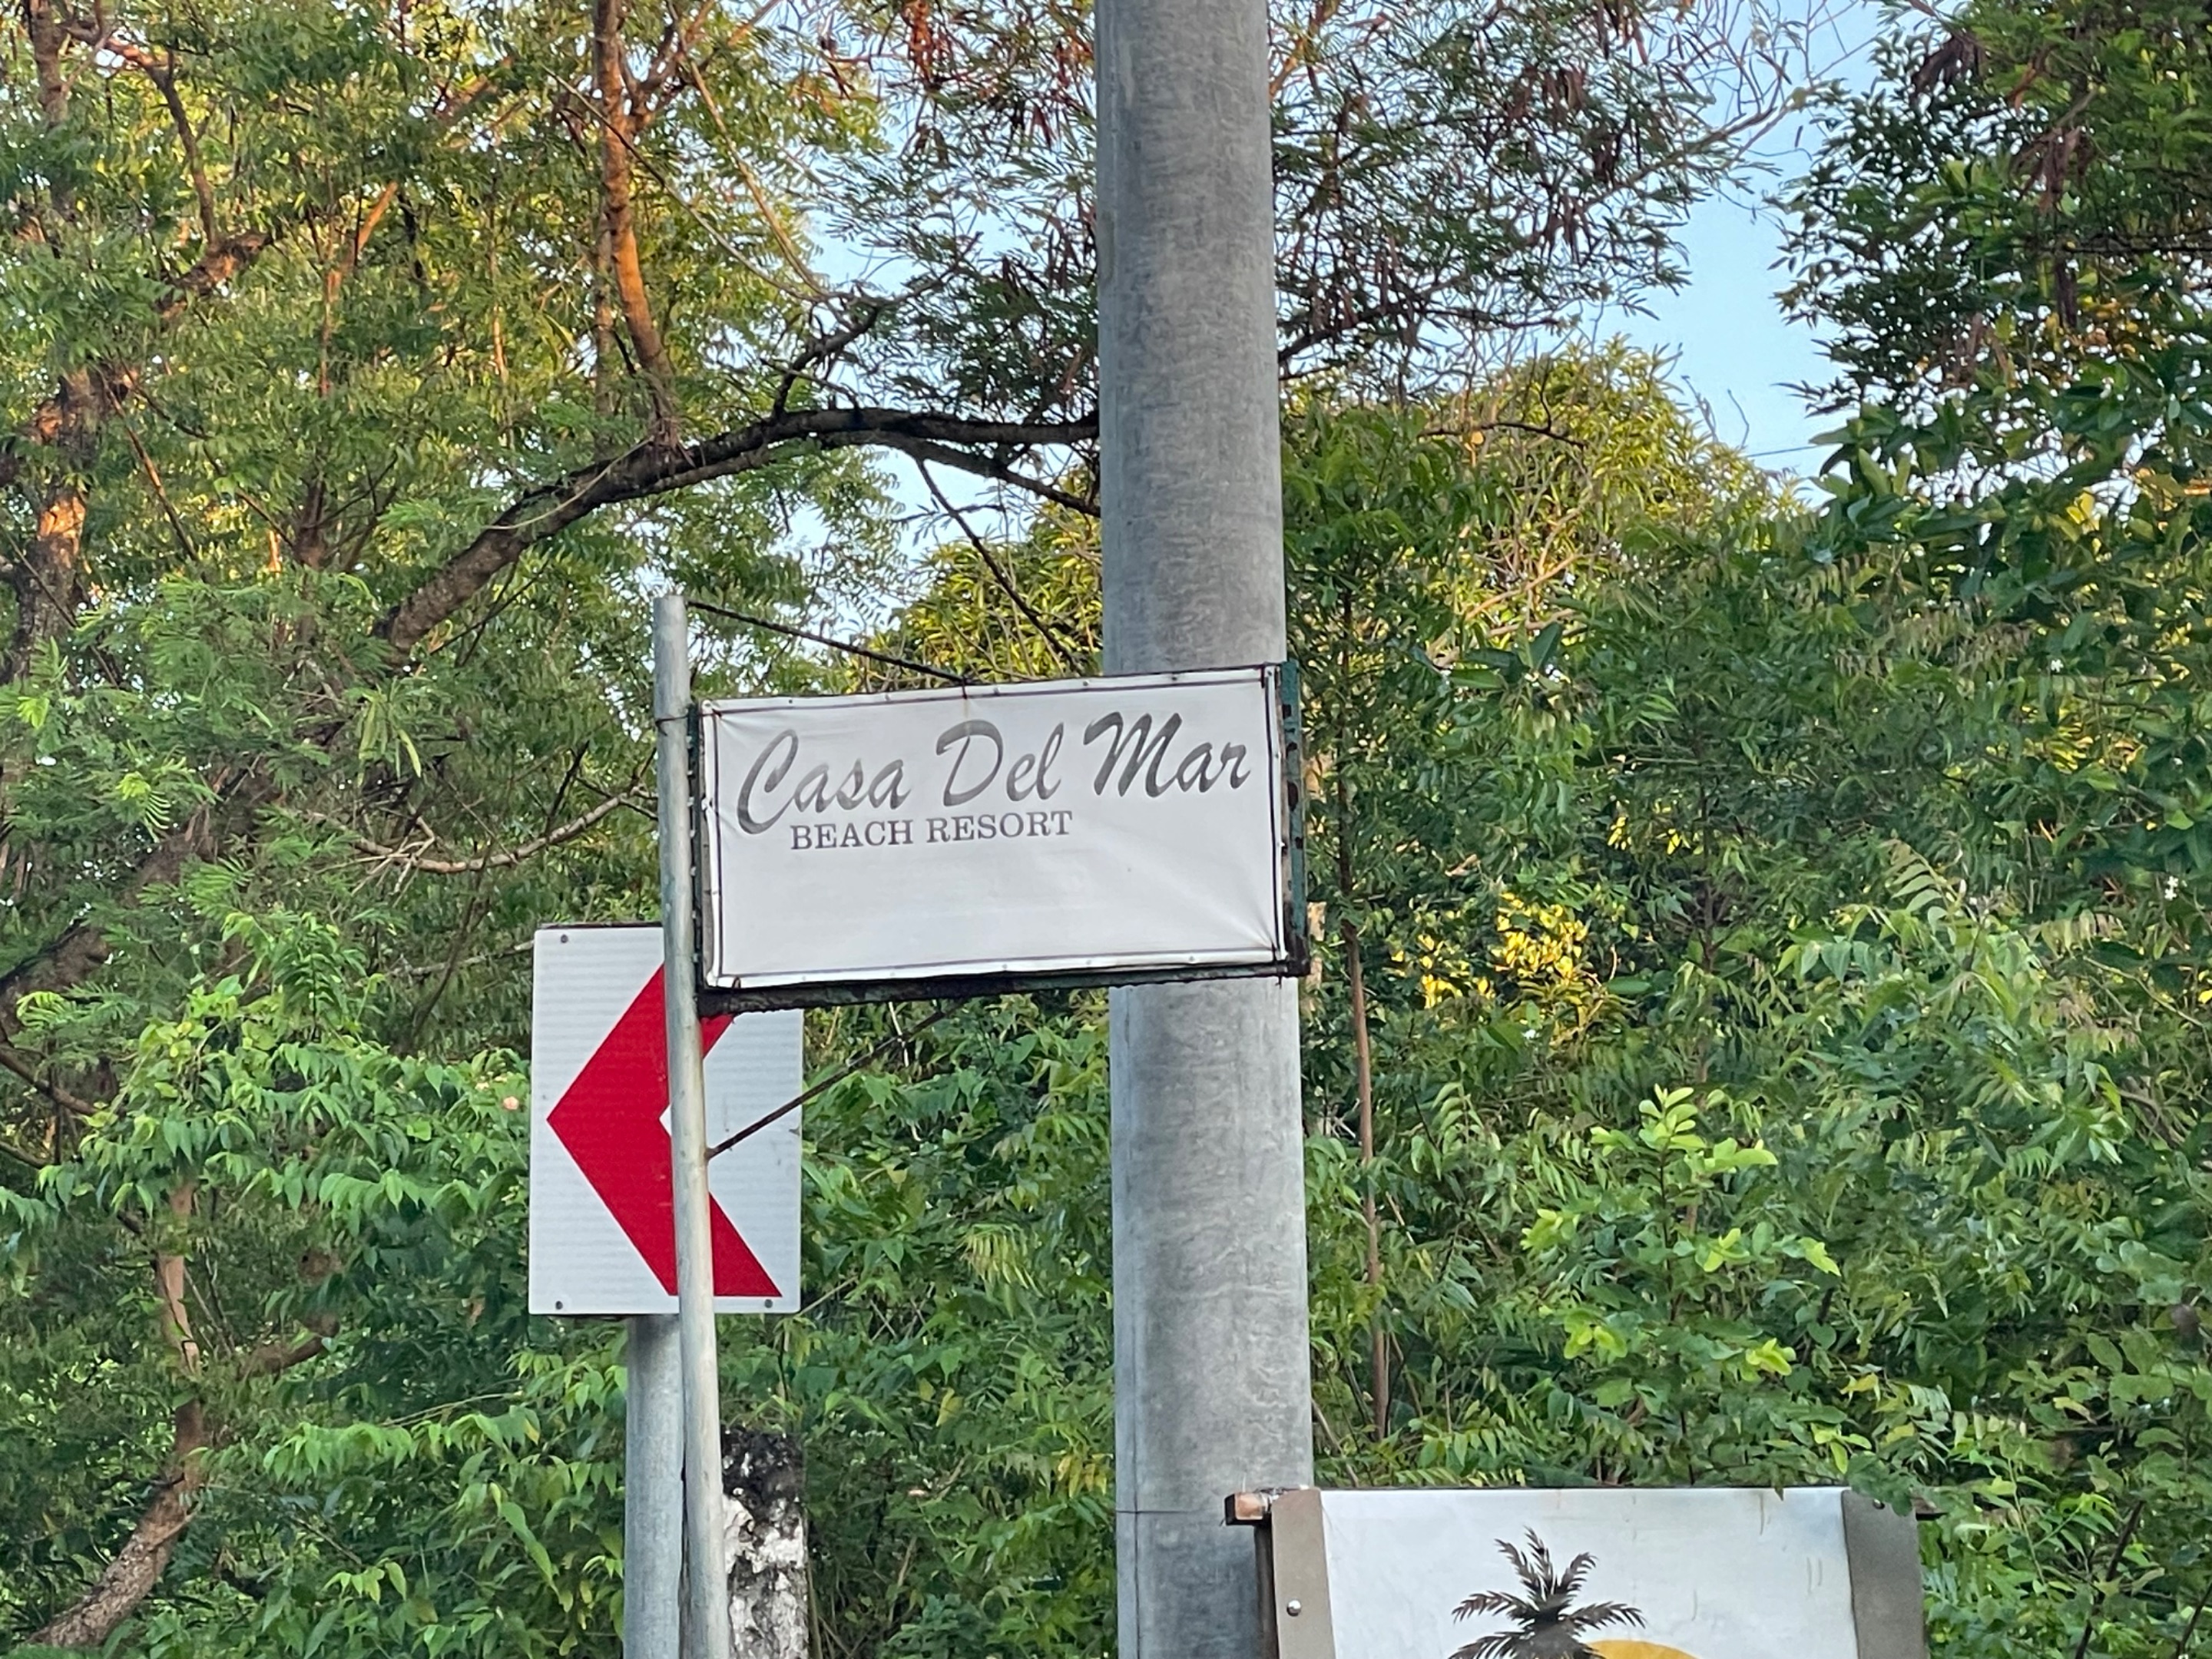 Casa Del Mar
BEACH RESORT